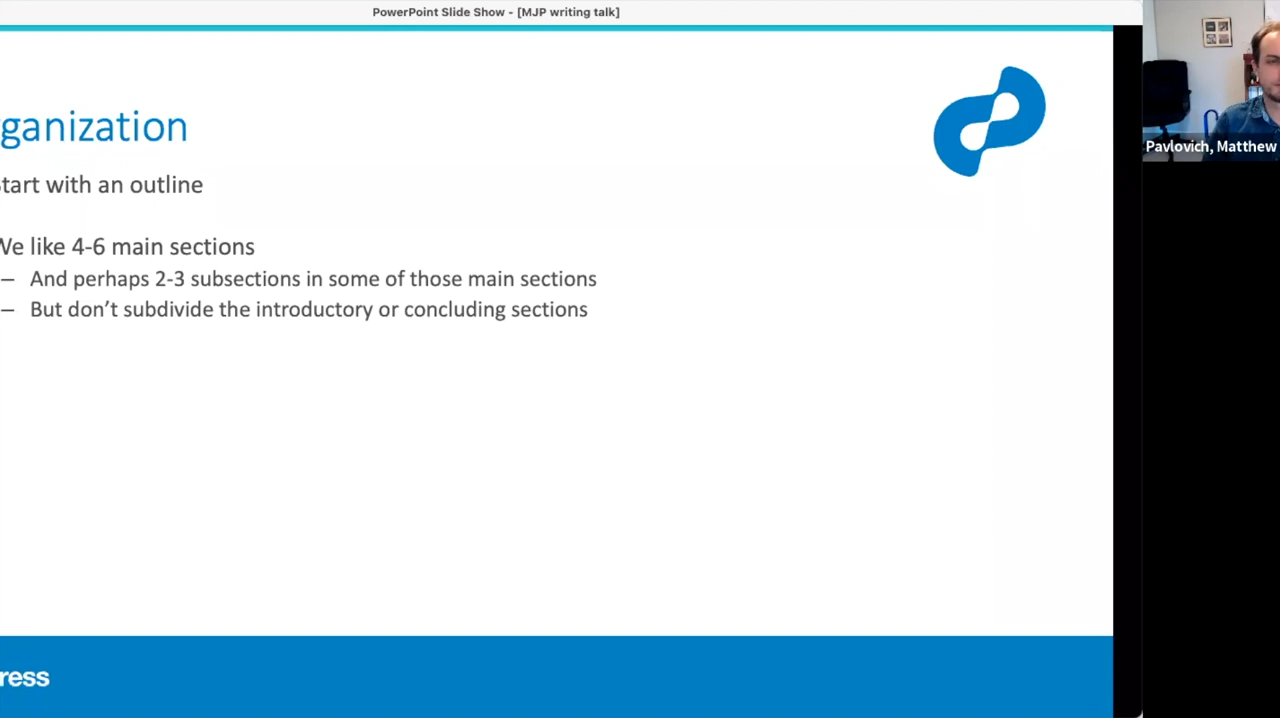 PowerPoint Slide Show - [MJP writing talk]
ganization
tart with an outline
We like 4-6 main sections
– And perhaps 2-3 subsections in some of those main sections
– But don’t subdivide the introductory or concluding sections
ress
Pavlovich, Matthew